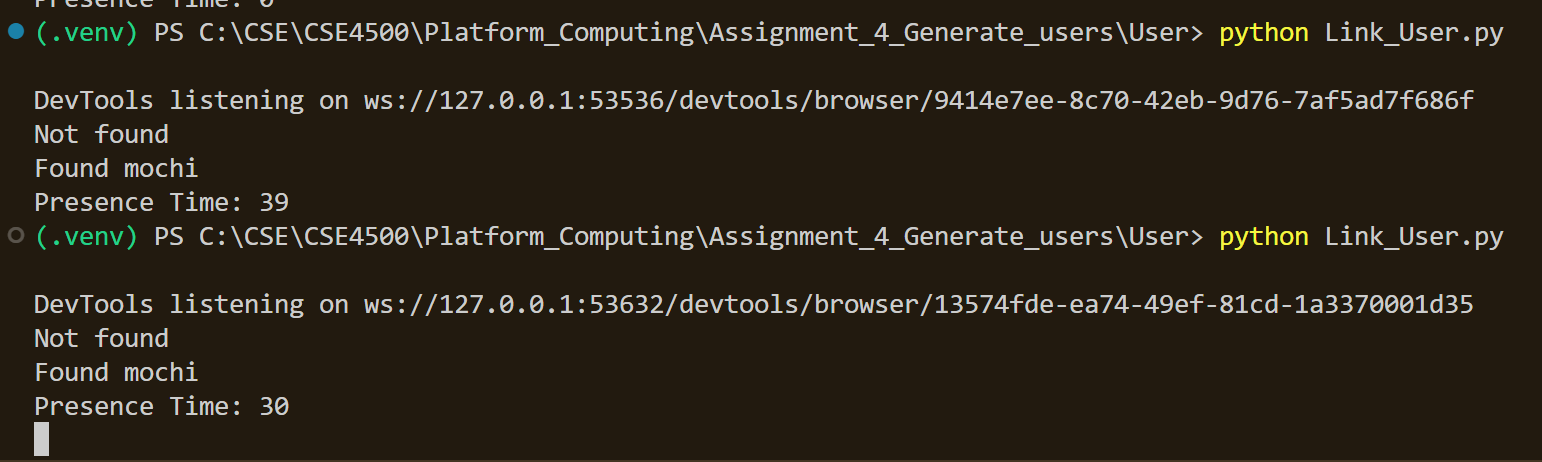 Presence Time: 0
(.venv) PS C:\CSE\CSE4500\Platform_Computing\Assignment_4_Generate_users\User> python Link_User.py
DevTools listening on ws://127.0.0.1:53536/devtools/browser/9414e7ee-8c70-42eb-9d76-7af5ad7f686f
Not found
Found mochi
Presence Time: 39
(.venv) PS C:\CSE\CSE4500\Platform_Computing\Assignment_4_Generate_users\User> python Link_User.py
DevTools listening on ws://127.0.0.1:53632/devtools/browser/13574fde-ea74-49ef-81cd-1a3370001d35
Not found
Found mochi
Presence Time: 30